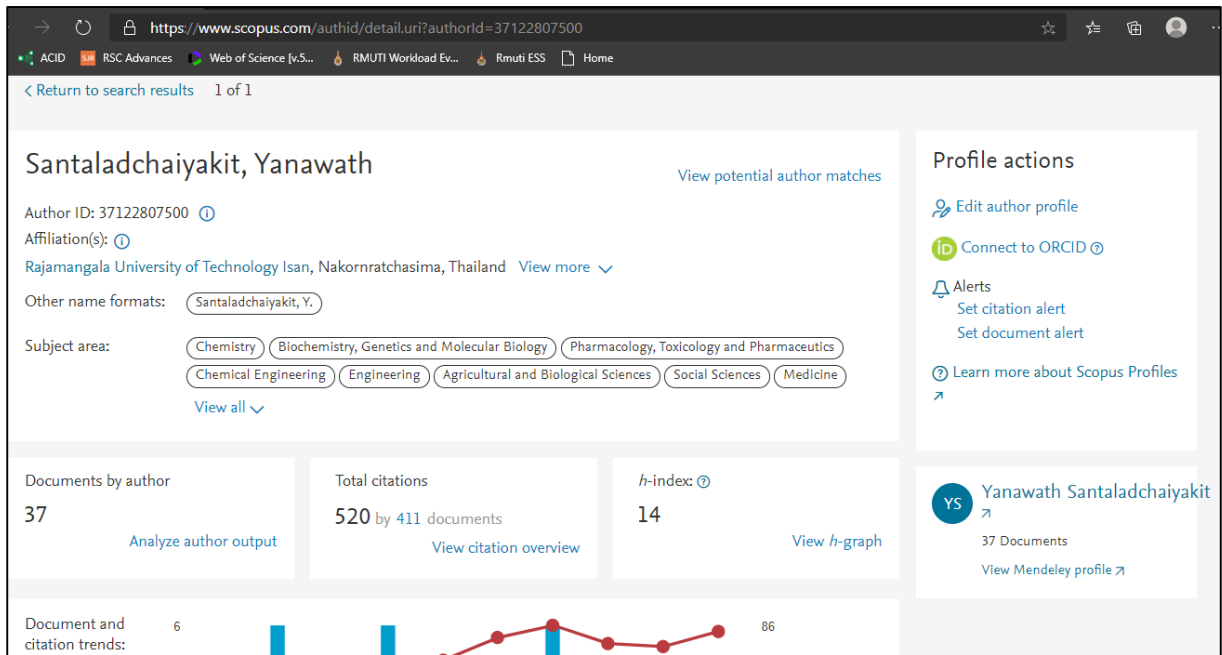 https://www.scopus.com/authid/detail.uri?authorId=37122807500
ACID RSC Advances Web of Science [v.5... RMUTI Workload Ev... Rmuti ESS Home
Return to search results 1 of 1
Santaladchaiyakit, Yanawath
View potential author matches
Author ID: 37122807500
Affiliation(s):
Rajamangala University of Technology Isan, Nakornratchasima, Thailand View more
Other name formats: Santaladchaiyakit, Y.
Subject area: Chemistry Biochemistry, Genetics and Molecular Biology Pharmacology, Toxicology and Pharmaceutics
Chemical Engineering Engineering Agricultural and Biological Sciences Social Sciences Medicine
View all
Profile actions
Edit author profile
iD Connect to ORCID
Alerts
Set citation alert
Set document alert
Learn more about Scopus Profiles
Documents by author
37
Analyze author output
Total citations
520 by 411 documents
View citation overview
h-index:
14
View h-graph
YS Yanawath Santaladchaiyakit
37 Documents
View Mendeley profile
Document and
citation trends:
6
86